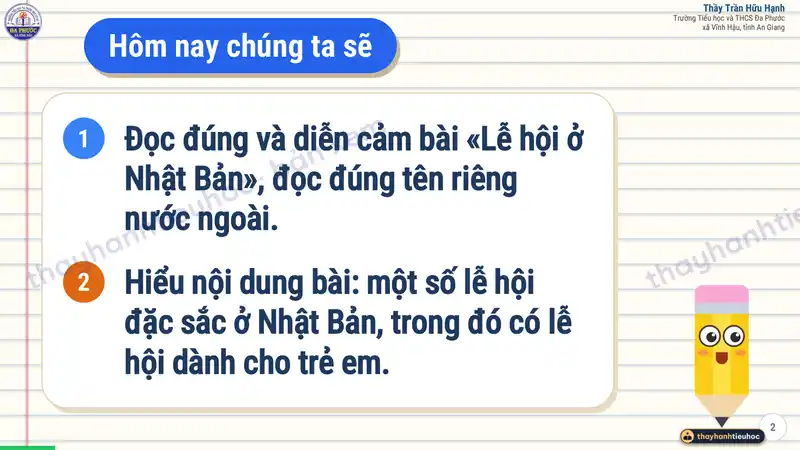 Thầy Trần Hữu Hạnh
Trường Tiểu học và THCS Đa Phước
xã Vĩnh Hậu, tỉnh An Giang
ĐA PHƯỚC
Hôm nay chúng ta sẽ
1
Đọc đúng và diễn cảm bài «Lễ hội ở
Nhật Bản», đọc đúng tên riêng
nước ngoài.
2
Hiểu nội dung bài: một số lễ hội
đặc sắc ở Nhật Bản, trong đó có lễ
hội dành cho trẻ em.
thayhanhtieuhoc
2